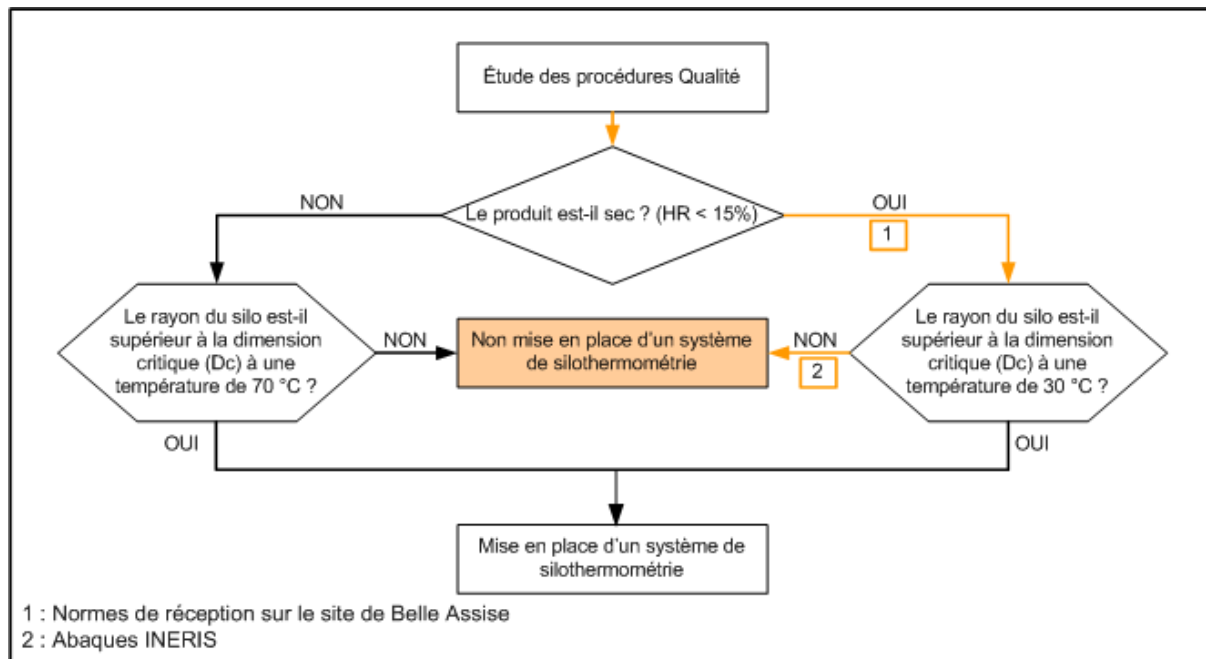 Étude des procédures Qualité
NON
Le produit est-il sec ? (HR < 15%)
OUI
1
Le rayon du silo est-il
supérieur à la dimension
critique (Dc) à une
température de 70 °C ?
NON
Non mise en place d'un système
de silothermométrie
NON
2
Le rayon du silo est-il
supérieur à la dimension
critique (Dc) à une
température de 30 °C ?
OUI
OUI
Mise en place d'un système de
silothermométrie
1 : Normes de réception sur le site de Belle Assise
2 : Abaques INERIS